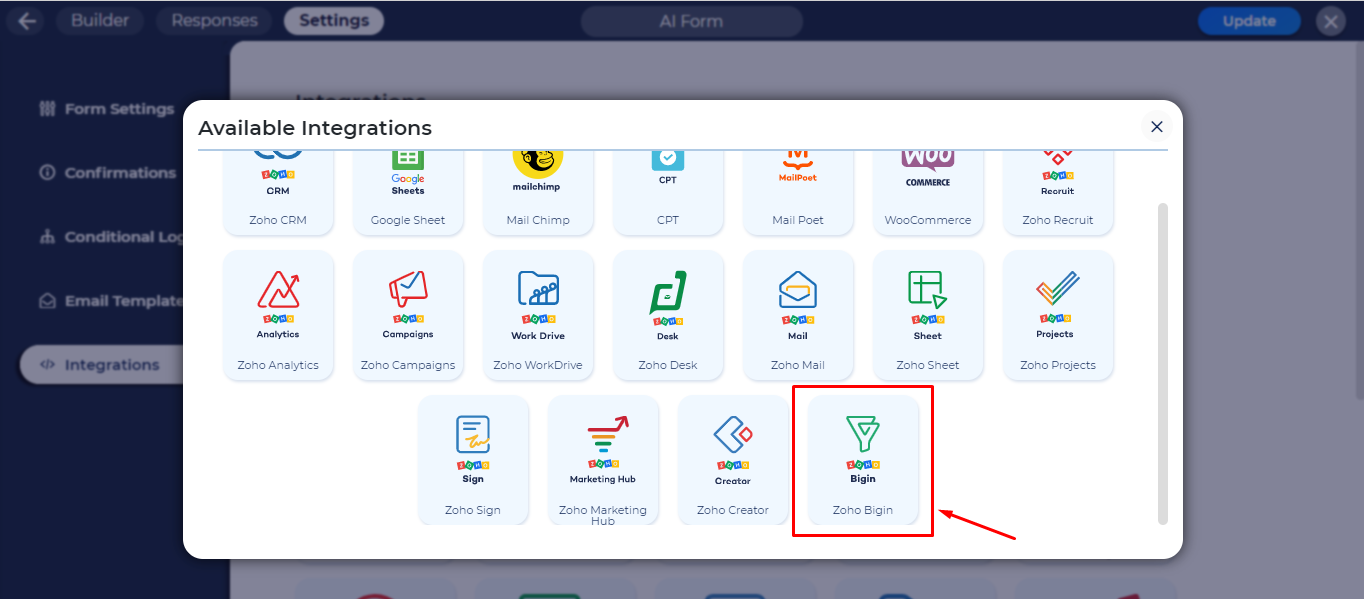 Builder Responses Settings AI Form Update
Integrations
Form Settings
Confirmations
Conditional Log
Email Template
Integrations
Available Integrations
ZOHO Google mailchimp CPT MailPoet WOO ZOHO
CRM Sheets COMMERCE Recruit
Zoho CRM Google Sheet Mail Chimp CPT Mail Poet WooCommerce Zoho Recruit
ZOHO ZOHO ZOHO ZOHO ZOHO ZOHO ZOHO
Analytics Campaigns Work Drive Desk Mail Sheet Projects
Zoho Analytics Zoho Campaigns Zoho WorkDrive Zoho Desk Zoho Mail Zoho Sheet Zoho Projects
ZOHO ZOHO ZOHO ZOHO
Sign Marketing Hub Creator Bigin
Zoho Sign Zoho Marketing Hub Zoho Creator Zoho Bigin